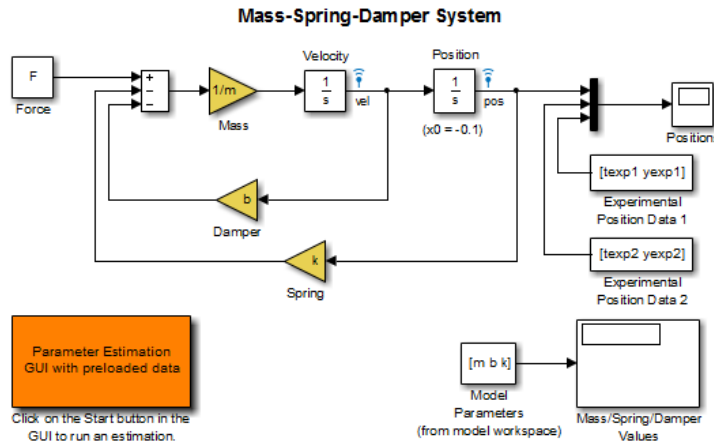 Mass-Spring-Damper System
Velocity
Position
F
Force
+
−
−
1/m
Mass
1
s
vel
1
s
pos
(x0 = -0.1)
Position
b
Damper
k
Spring
[texp1 yexp1]
Experimental
Position Data 1
[texp2 yexp2]
Experimental
Position Data 2
Parameter Estimation
GUI with preloaded data
Click on the Start button in the
GUI to run an estimation.
[m b k]
Model
Parameters
(from model workspace)
Mass/Spring/Damper
Values